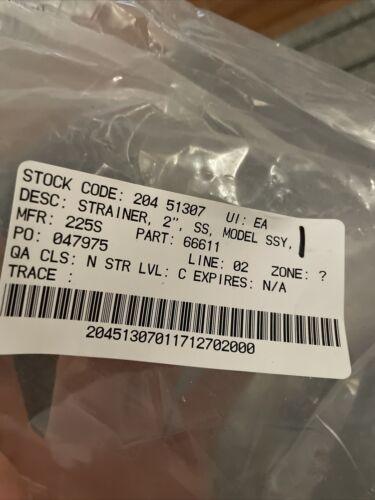 STOCK CODE: 204 51307 UI: EA
DESC: STRAINER, 2", SS, MODEL SSY,
MFR: 225S PART: 66611
PO: 047975 LINE: 02 ZONE: ?
QA CLS: N STR LVL: C EXPIRES: N/A
TRACE :
20451307011712702000